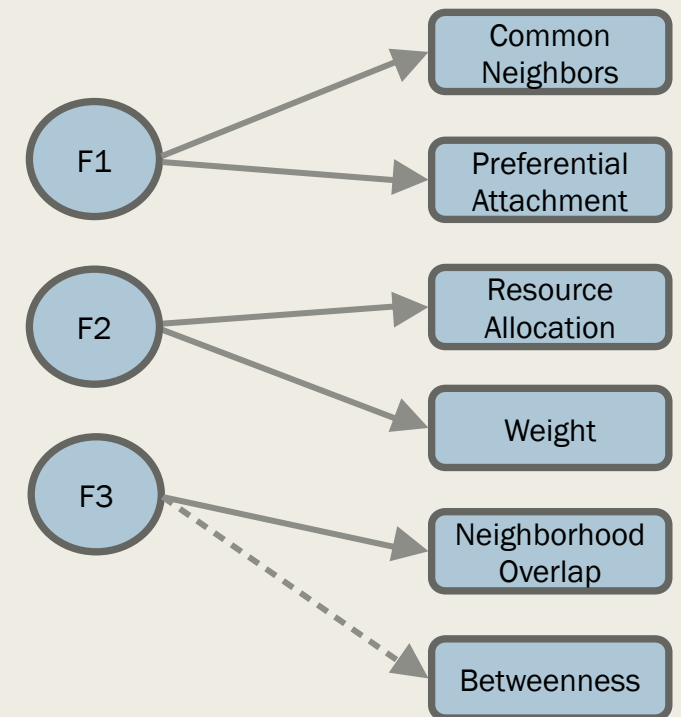 Common
Neighbors
F1
Preferential
Attachment
Resource
Allocation
F2
Weight
F3
Neighborhood
Overlap
Betweenness